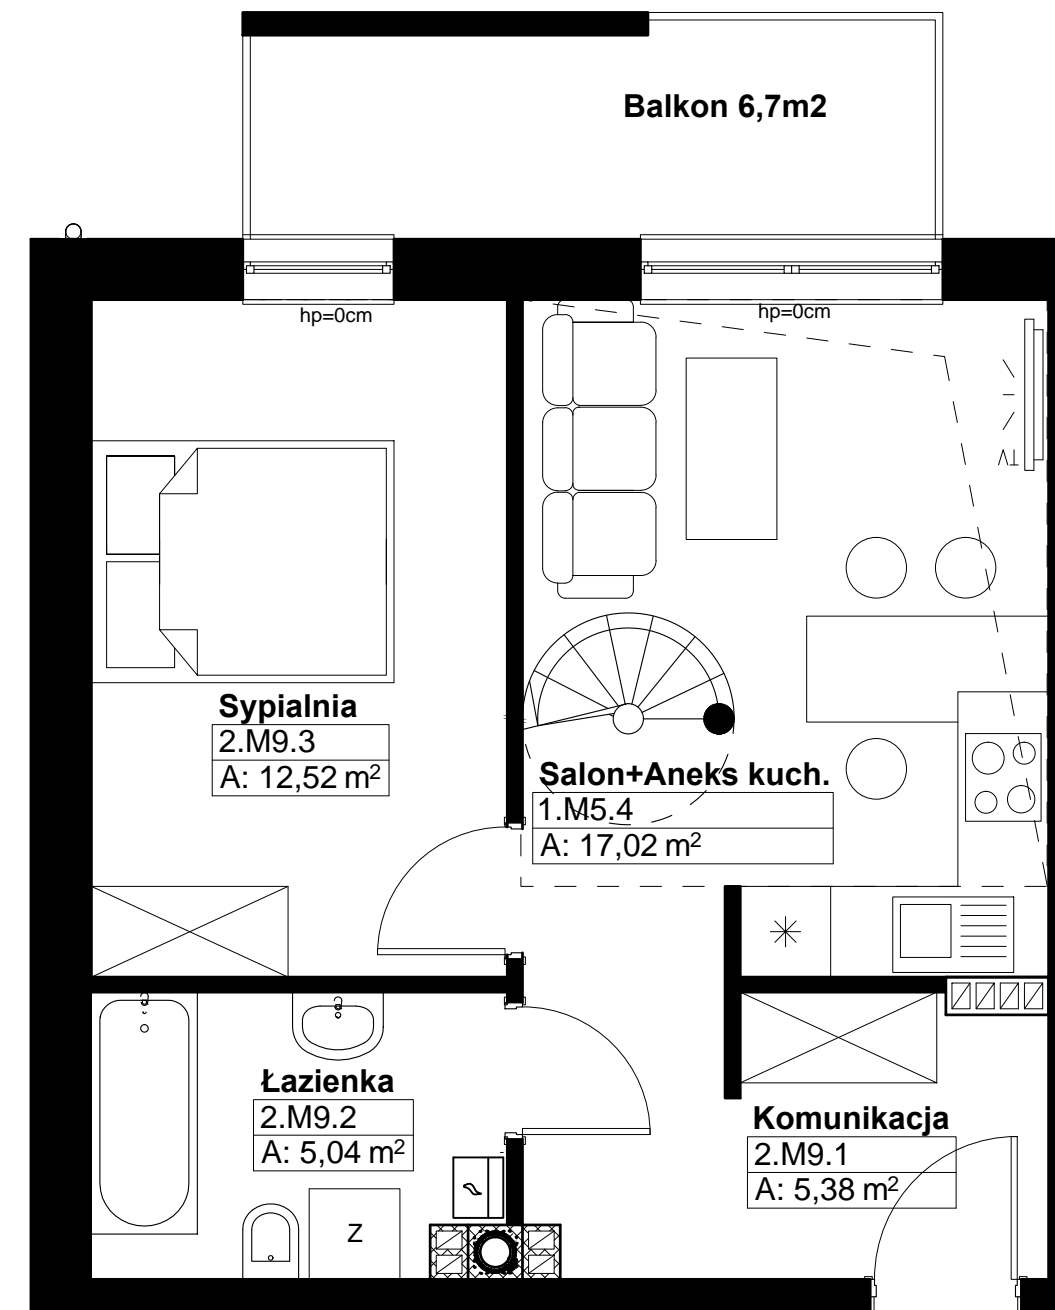 Balkon 6,7m2
hp=0cm
hp=0cm
TV
Sypialnia
2.M9.3
A: 12,52 m²
Salon+Aneks kuch.
1.M5.4
A: 17,02 m²
Łazienka
2.M9.2
A: 5,04 m²
Komunikacja
2.M9.1
A: 5,38 m²
Z